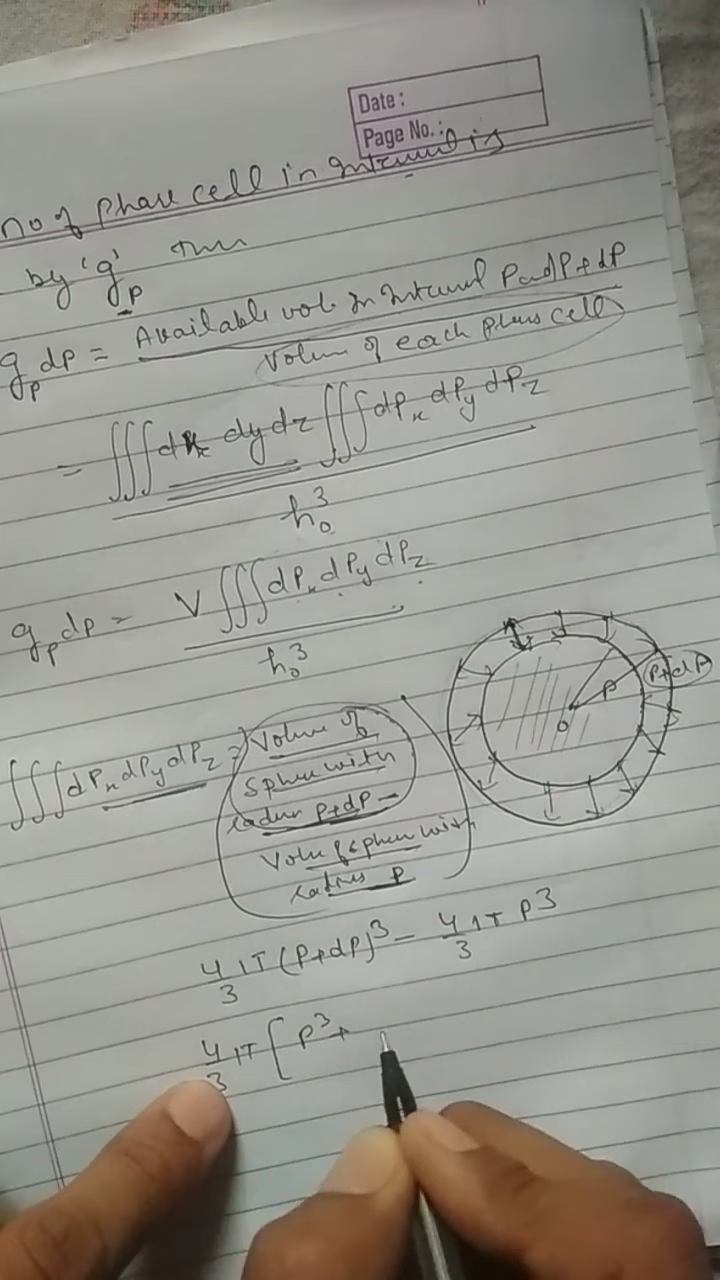 Date :
Page No. :
no of phase cell in interval is
by 'g' then
p
g_p dp = Available vol. in interval P and P+dP
Volume of each phase cell
= ∭ dx dy dz ∭ dP_x dP_y dP_z
h_0^3
g_p dp = V ∭ dP_x dP_y dP_z
h_0^3
P+dP
P
O
∭ dP_x dP_y dP_z = Volume of
Sphere with
radius P+dP −
Volume of sphere with
radius P
4/3 π (P+dP)^3 − 4/3 π P^3
4/3 π [ P^3 +